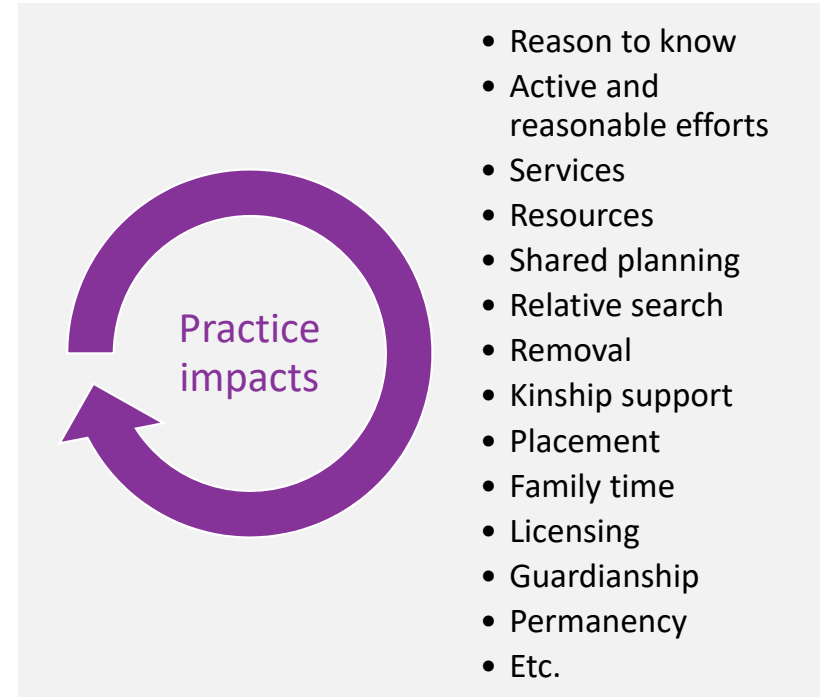 Practice
impacts
• Reason to know
• Active and
reasonable efforts
• Services
• Resources
• Shared planning
• Relative search
• Removal
• Kinship support
• Placement
• Family time
• Licensing
• Guardianship
• Permanency
• Etc.